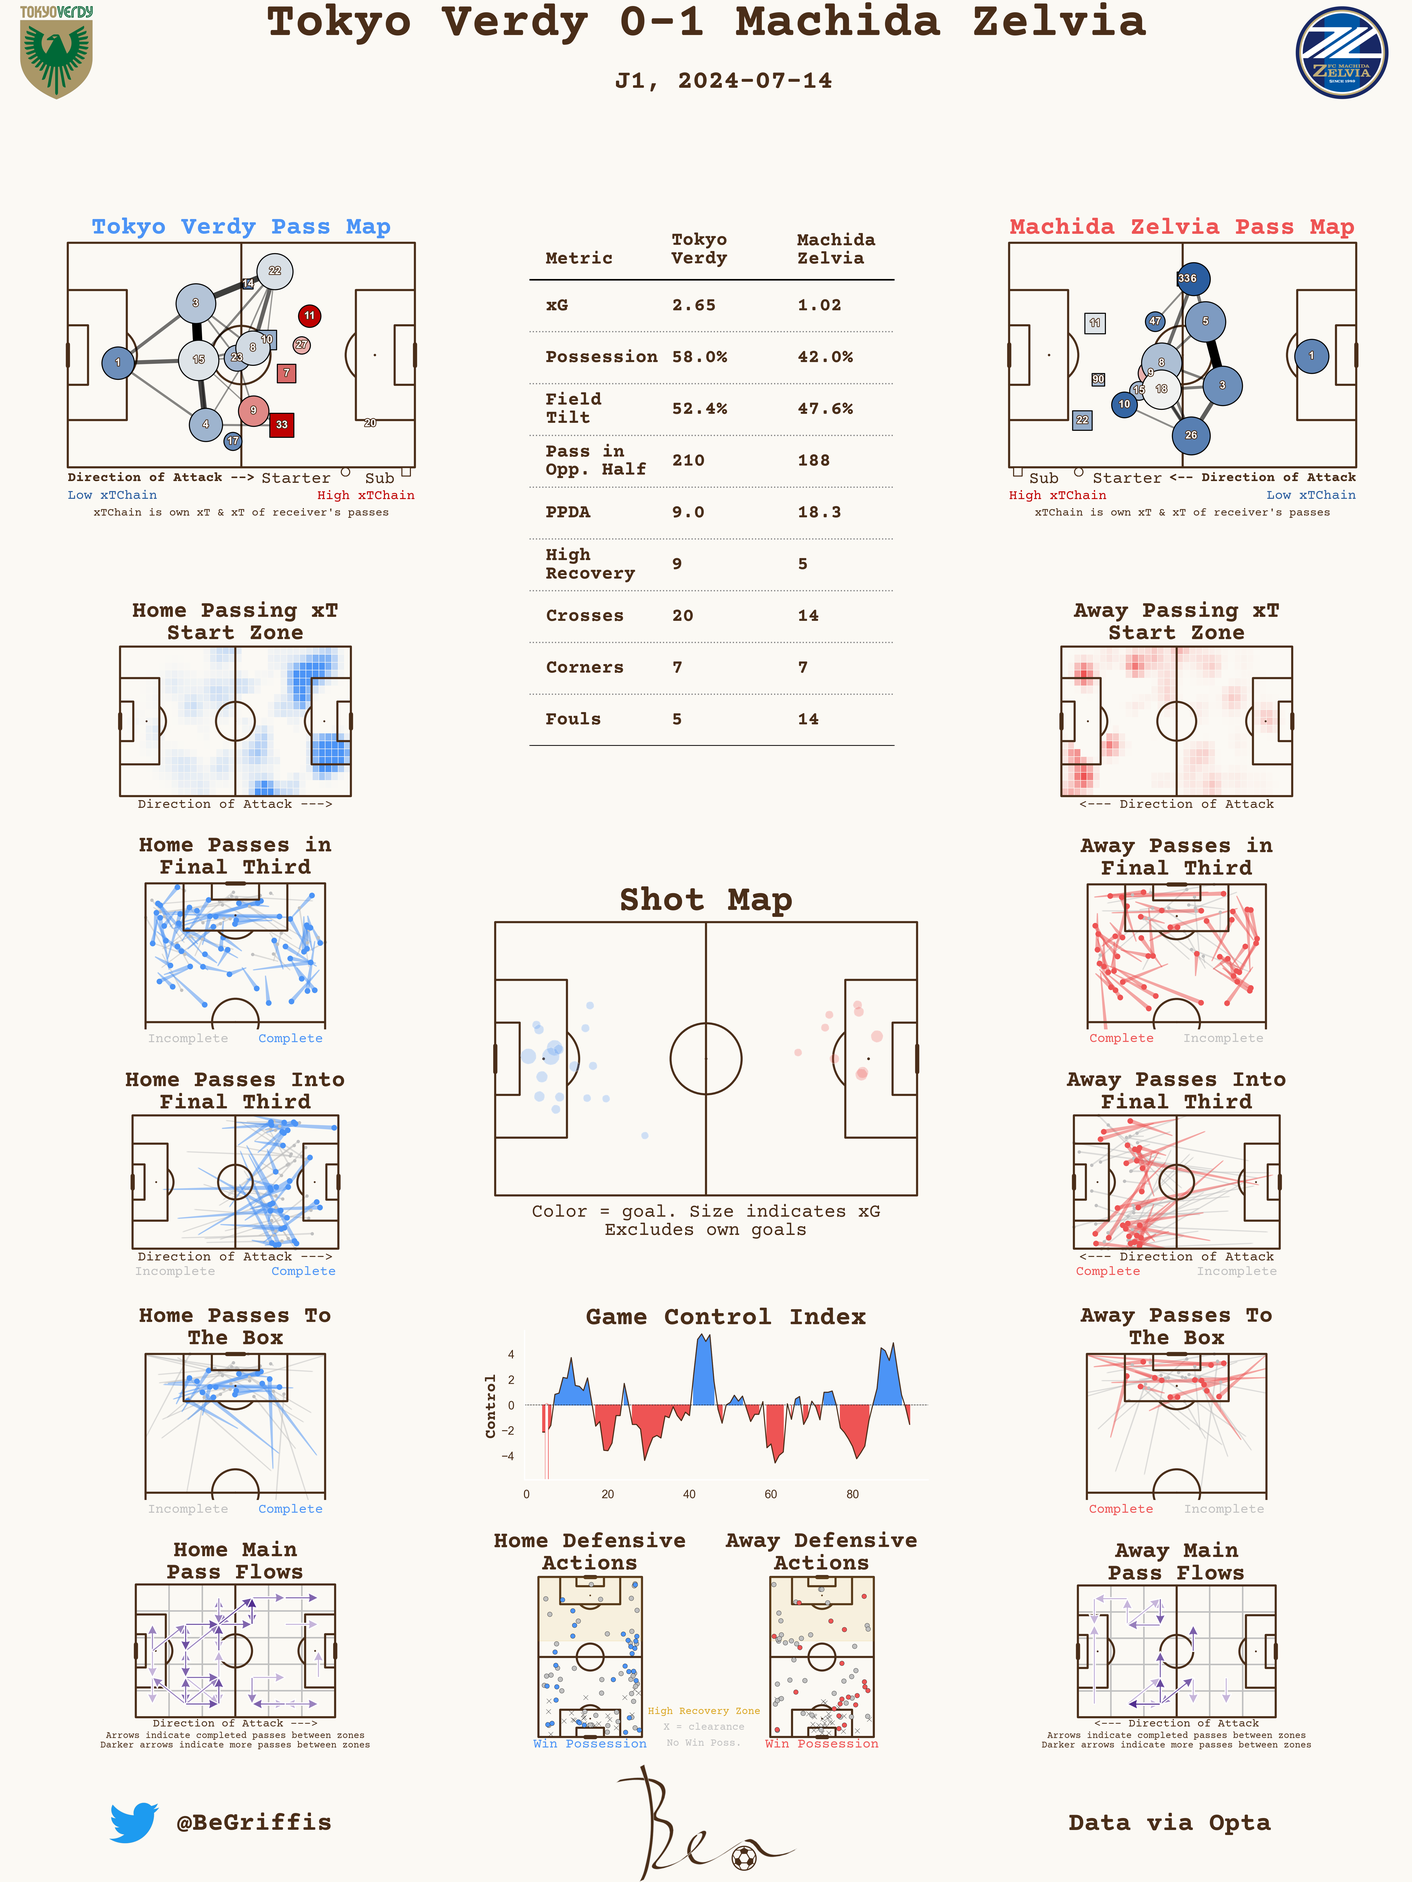 TOKYO VERDY
Tokyo Verdy 0-1 Machida Zelvia
J1, 2024-07-14
FC MACHIDA
ZELVIA
SINCE 1989
Tokyo Verdy Pass Map
1
3
15
4
22
14
10
8
23
9
17
11
27
7
33
20
Direction of Attack --> Starter Sub
Low xTChain High xTChain
xTChain is own xT & xT of receiver's passes
Metric Tokyo Verdy Machida Zelvia
xG 2.65 1.02
Possession 58.0% 42.0%
Field Tilt 52.4% 47.6%
Pass in Opp. Half 210 188
PPDA 9.0 18.3
High Recovery 9 5
Crosses 20 14
Corners 7 7
Fouls 5 14
Machida Zelvia Pass Map
336
11
47
5
8
9
90
15
18
3
1
10
22
26
Sub Starter <-- Direction of Attack
High xTChain Low xTChain
xTChain is own xT & xT of receiver's passes
Home Passing xT
Start Zone
Direction of Attack --->
Away Passing xT
Start Zone
<--- Direction of Attack
Home Passes in
Final Third
Incomplete Complete
Away Passes in
Final Third
Complete Incomplete
Shot Map
Color = goal. Size indicates xG
Excludes own goals
Home Passes Into
Final Third
Direction of Attack --->
Incomplete Complete
Away Passes Into
Final Third
<--- Direction of Attack
Complete Incomplete
Home Passes To
The Box
Incomplete Complete
Game Control Index
Control
4
2
0
−2
−4
0 20 40 60 80
Away Passes To
The Box
Complete Incomplete
Home Main
Pass Flows
Direction of Attack --->
Arrows indicate completed passes between zones
Darker arrows indicate more passes between zones
Home Defensive
Actions
Win Possession
High Recovery Zone
X = clearance
No Win Poss.
Away Defensive
Actions
Win Possession
Away Main
Pass Flows
<--- Direction of Attack
Arrows indicate completed passes between zones
Darker arrows indicate more passes between zones
@BeGriffis
Ben
Data via Opta